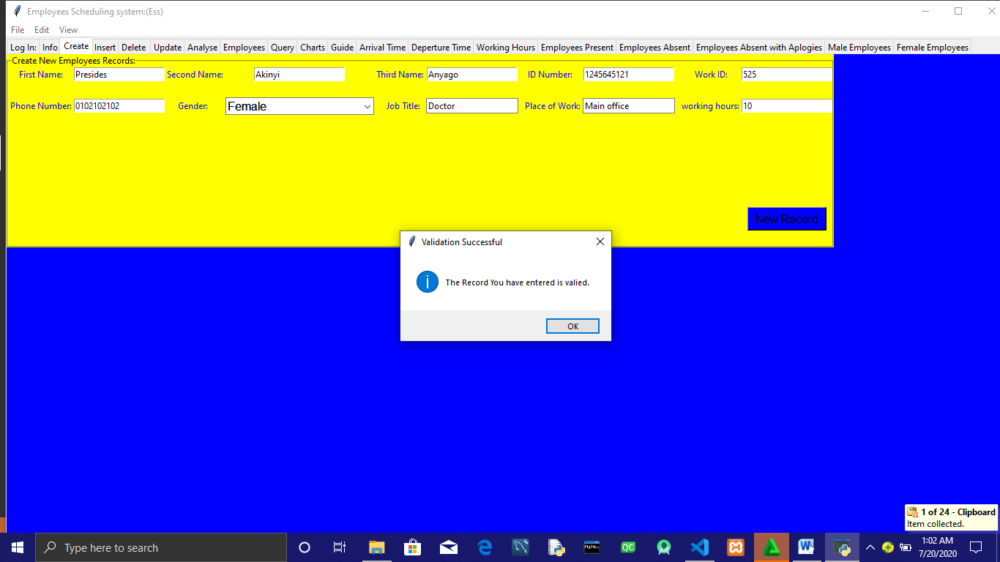 Employees Scheduling system:(Ess)
File Edit View
Log In: Info Create Insert Delete Update Analyse Employees Query Charts Guide Arrival Time Deperture Time Working Hours Employees Present Employees Absent Employees Absent with Aplogies Male Employees Female Employees
Create New Employees Records:
First Name: Presides Second Name: Akinyi Third Name: Anyago ID Number: 1245645121 Work ID: 525
Phone Number: 0102102102 Gender: Female Job Title: Doctor Place of Work: Main office working hours: 10
New Record
Validation Successful
The Record You have entered is valied.
OK
1 of 24 - Clipboard
Item collected.
Type here to search
MySQL
QC
1:02 AM
7/20/2020